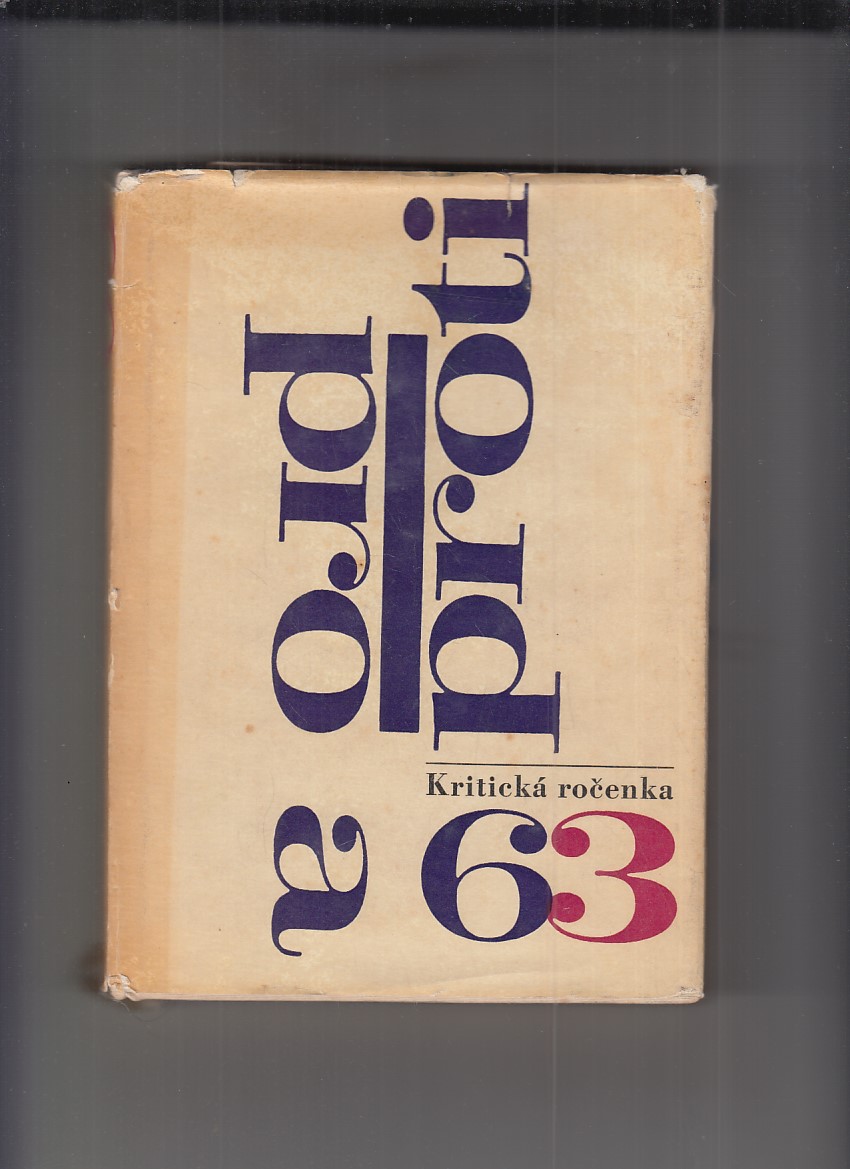 pro a
proti
Kritická ročenka
63